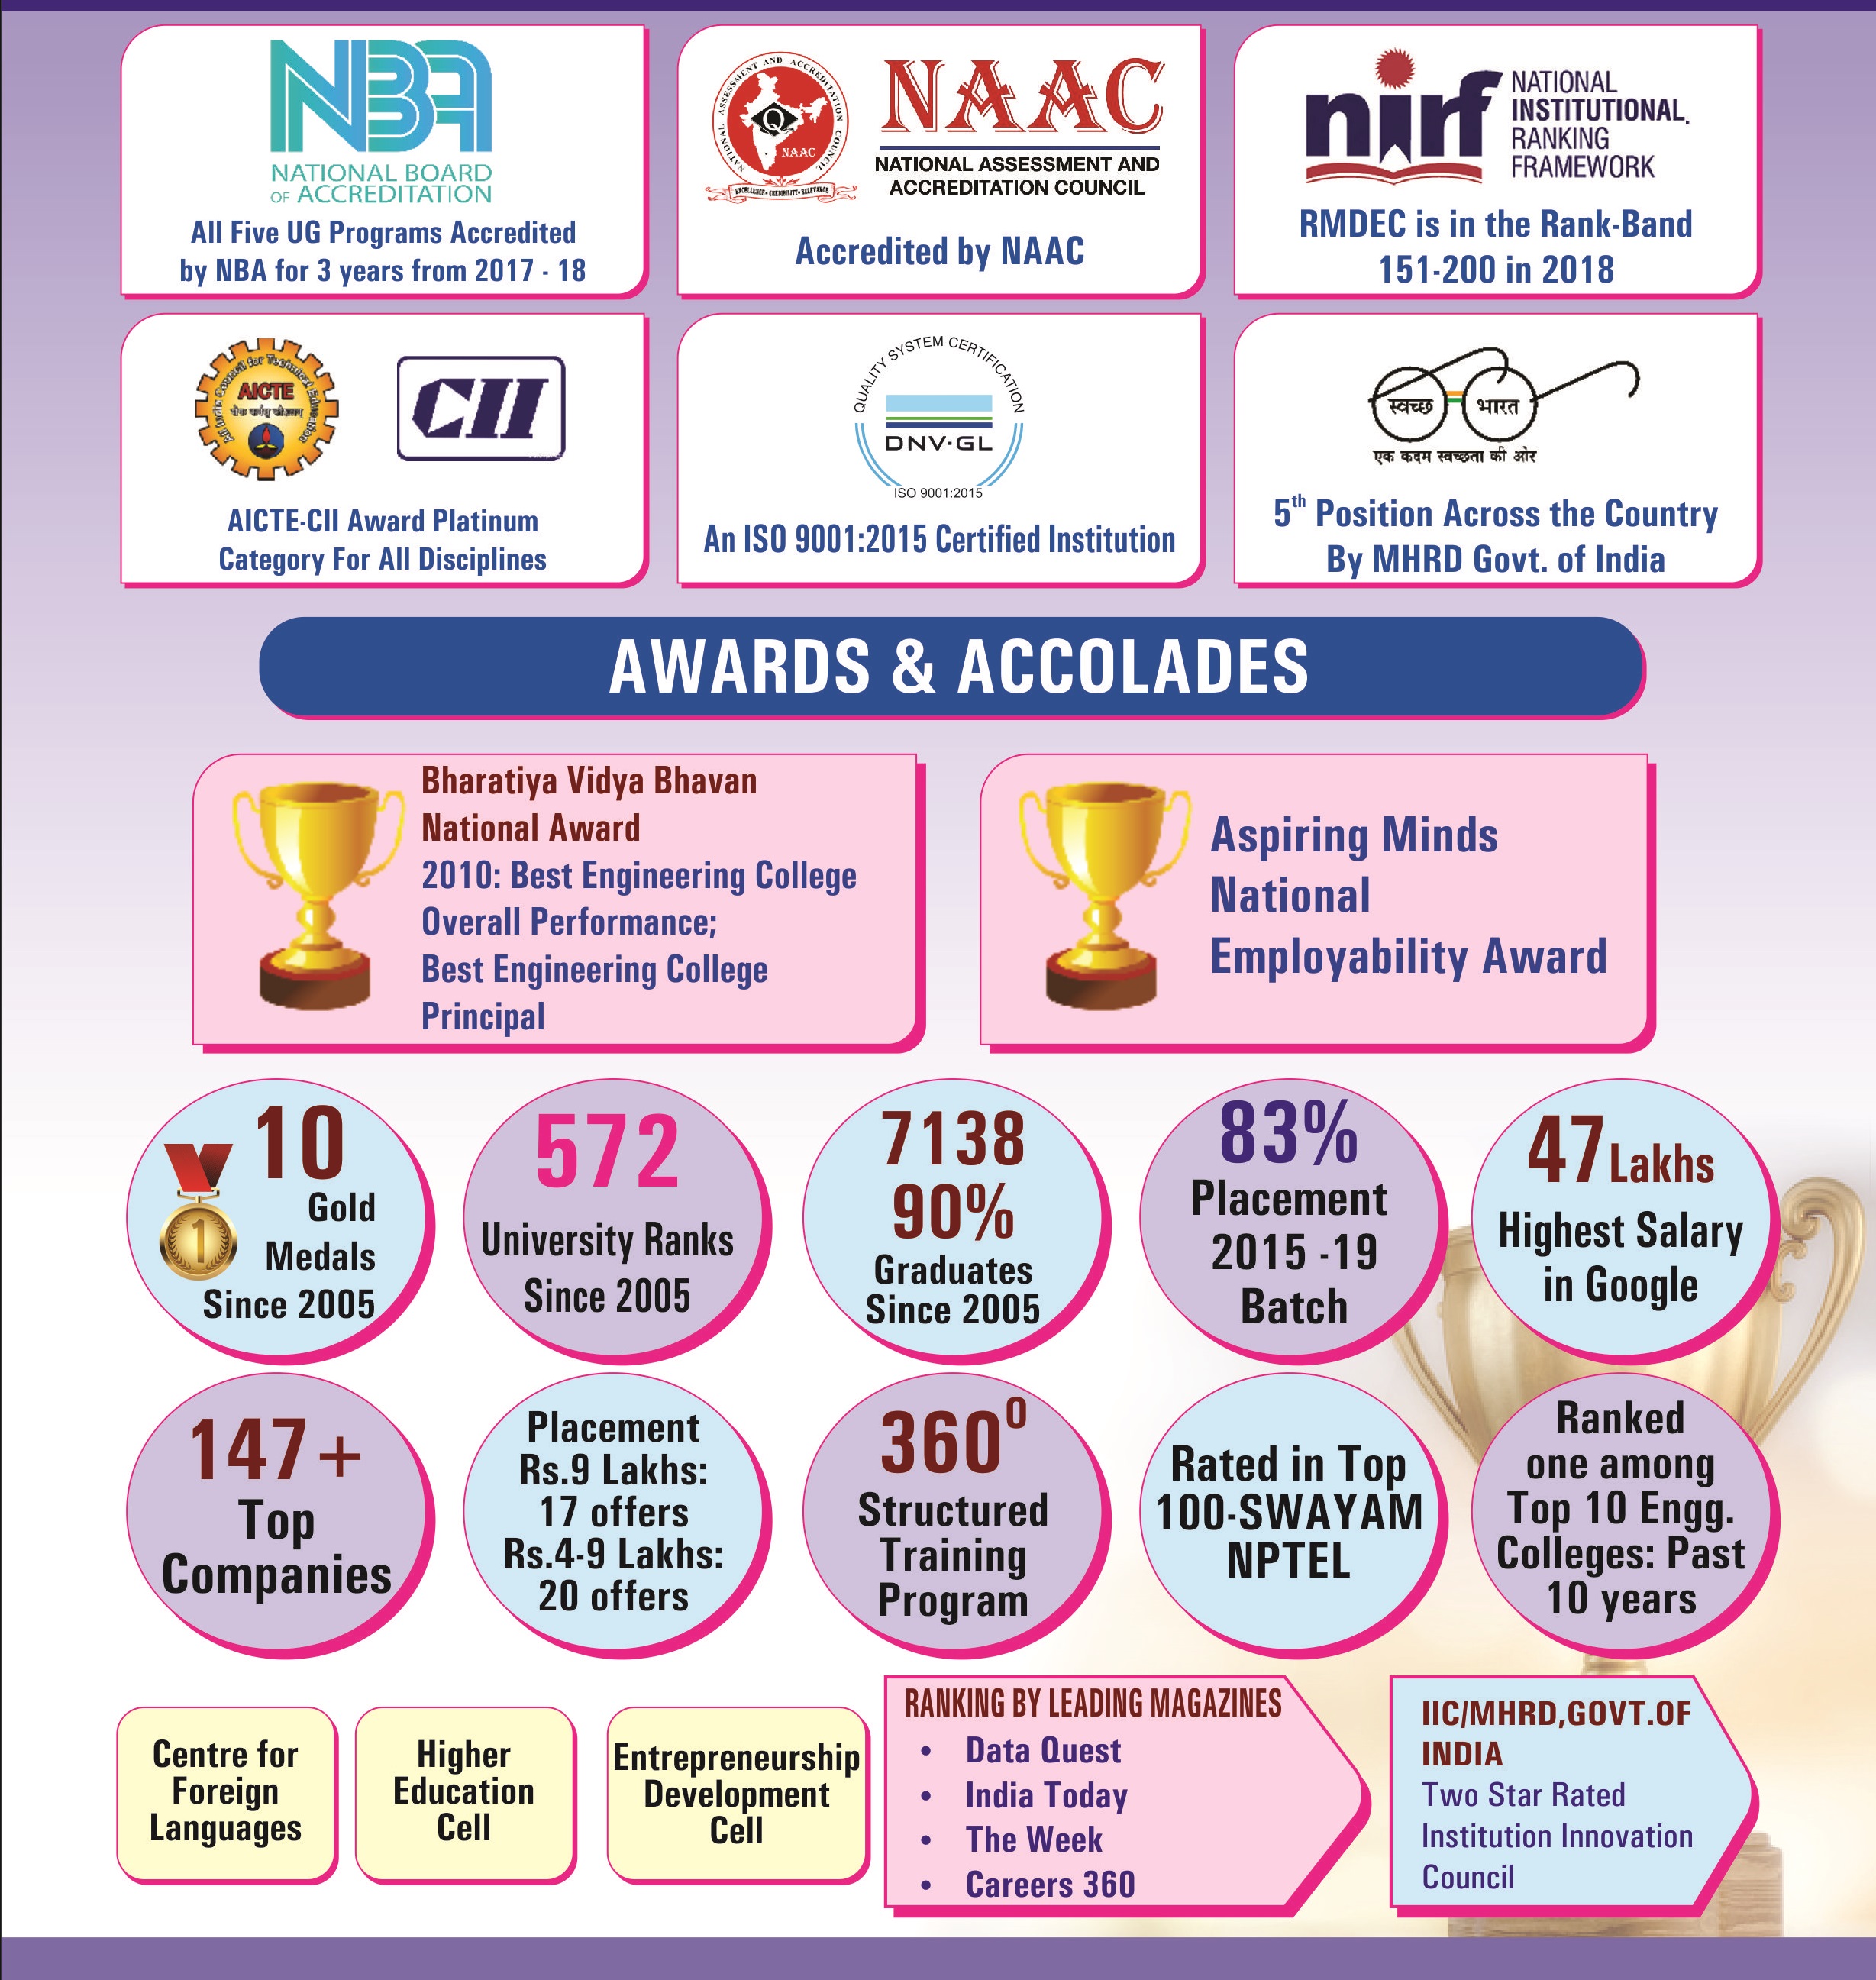 NBA
NATIONAL BOARD
OF ACCREDITATION
All Five UG Programs Accredited
by NBA for 3 years from 2017 - 18
NATIONAL ASSESSMENT AND ACCREDITATION COUNCIL
Q
NAAC
EXCELLENCE • CREDIBILITY • RELEVANCE
NAAC
NATIONAL ASSESSMENT AND
ACCREDITATION COUNCIL
Accredited by NAAC
nirf
NATIONAL
INSTITUTIONAL
RANKING
FRAMEWORK
RMDEC is in the Rank-Band
151-200 in 2018
All India Council for Technical Education
AICTE
CII
AICTE-CII Award Platinum
Category For All Disciplines
QUALITY SYSTEM CERTIFICATION
DNV·GL
ISO 9001:2015
An ISO 9001:2015 Certified Institution
स्वच्छ भारत
एक कदम स्वच्छता की ओर
5th Position Across the Country
By MHRD Govt. of India
AWARDS & ACCOLADES
Bharatiya Vidya Bhavan
National Award
2010: Best Engineering College
Overall Performance;
Best Engineering College
Principal
Aspiring Minds
National
Employability Award
1
10
Gold
Medals
Since 2005
572
University Ranks
Since 2005
7138
90%
Graduates
Since 2005
83%
Placement
2015 -19
Batch
47 Lakhs
Highest Salary
in Google
147+
Top
Companies
Placement
Rs.9 Lakhs:
17 offers
Rs.4-9 Lakhs:
20 offers
360⁰
Structured
Training
Program
Rated in Top
100-SWAYAM
NPTEL
Ranked
one among
Top 10 Engg.
Colleges: Past
10 years
Centre for
Foreign
Languages
Higher
Education
Cell
Entrepreneurship
Development
Cell
RANKING BY LEADING MAGAZINES
• Data Quest
• India Today
• The Week
• Careers 360
IIC/MHRD,GOVT.OF
INDIA
Two Star Rated
Institution Innovation
Council